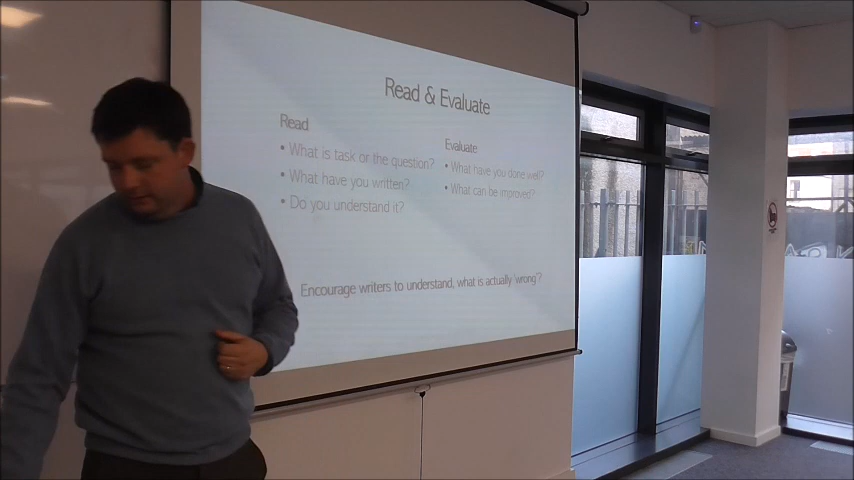 Read & Evaluate
Read
• What is task or the question?
• What have you written?
• Do you understand it?
Evaluate
• What have you done well?
• What can be improved?
Encourage writers to understand, what is actually 'wrong'?